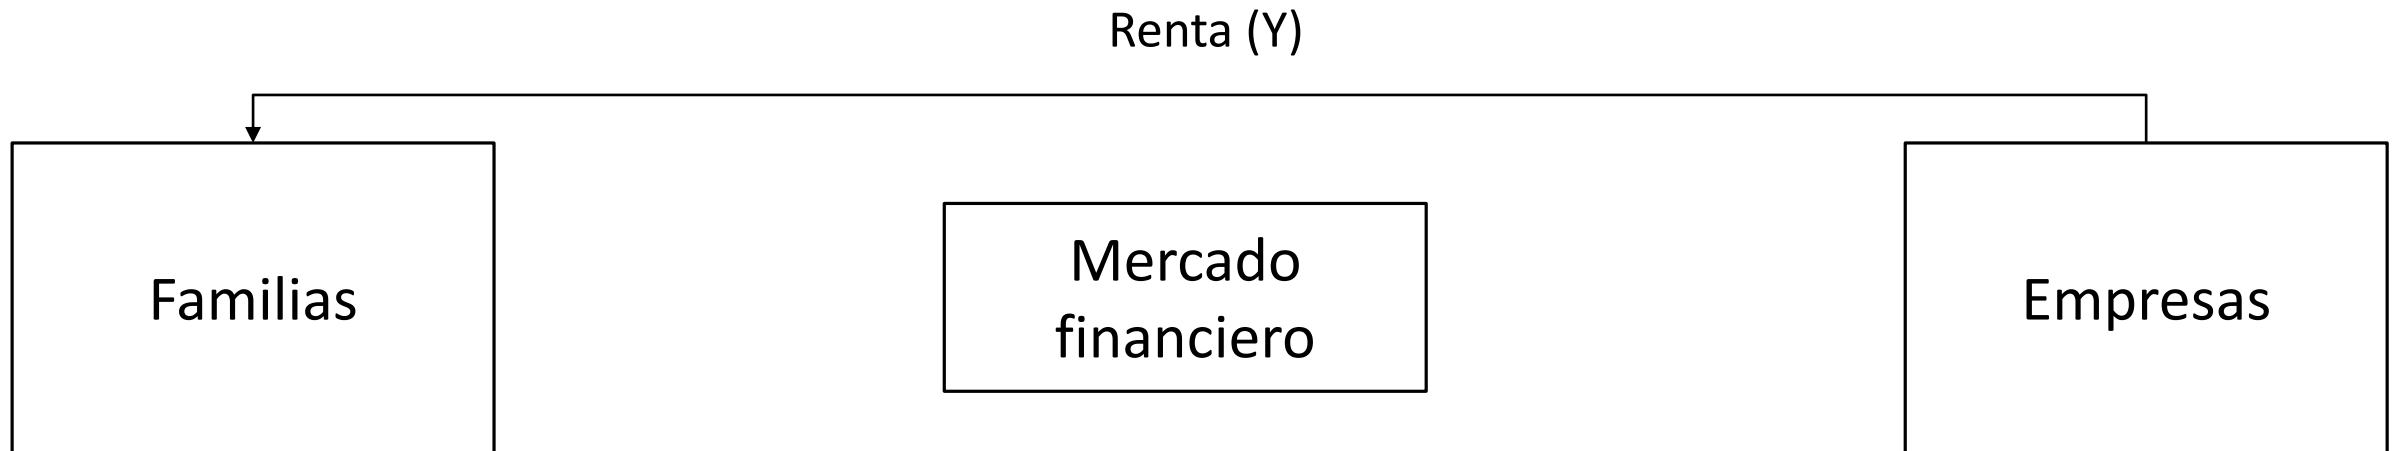 Renta (Y)
Familias
Mercado
financiero
Empresas